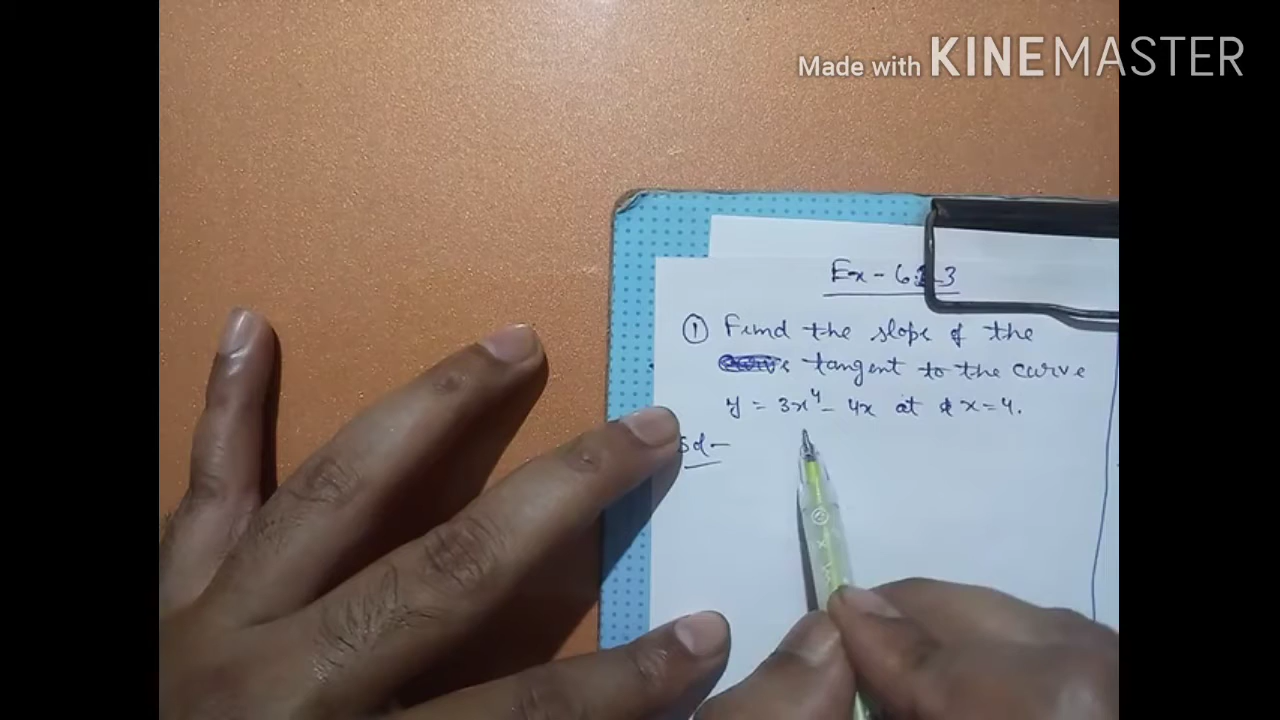 Made with KINEMASTER
Ex - 6.3
① Find the slope of the
tangent to the curve
y = 3x⁴ - 4x at x = 4.
Sol -